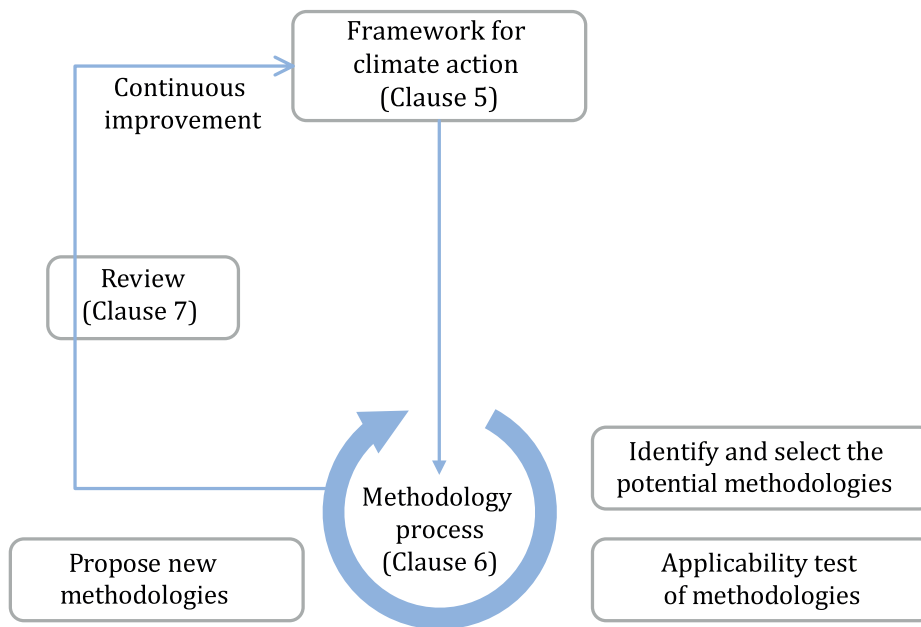 Framework for
climate action
(Clause 5)
Continuous
improvement
Review
(Clause 7)
Methodology
process
(Clause 6)
Identify and select the
potential methodologies
Propose new
methodologies
Applicability test
of methodologies